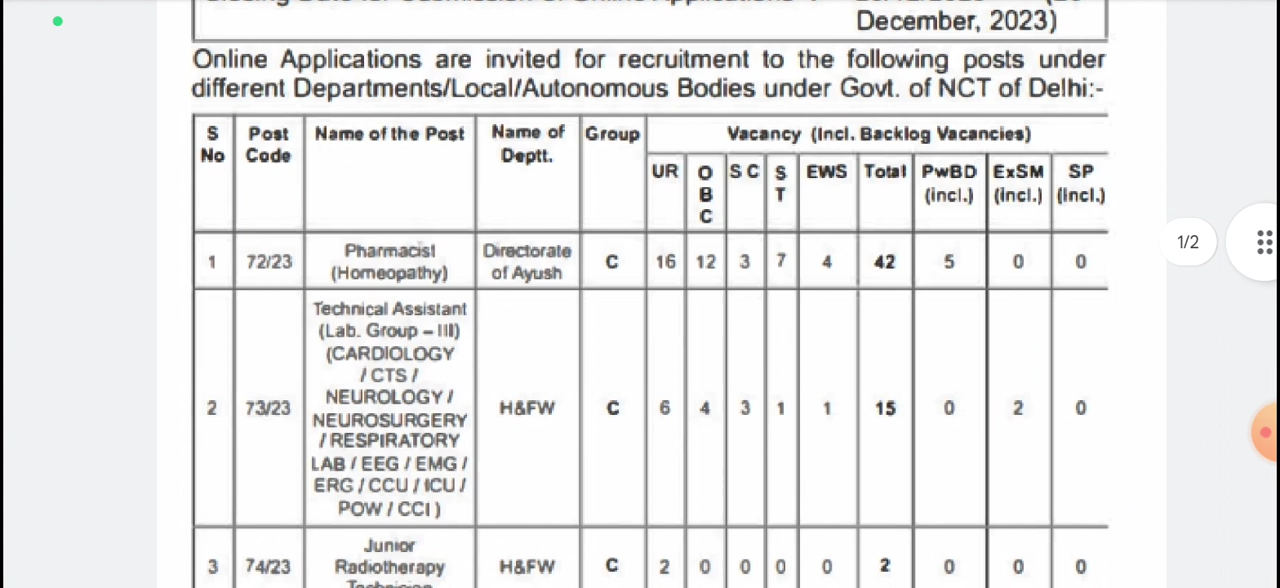 December, 2023)
Online Applications are invited for recruitment to the following posts under
different Departments/Local/Autonomous Bodies under Govt. of NCT of Delhi:-
S No Post Code Name of the Post Name of Deptt. Group Vacancy (Incl. Backlog Vacancies)
UR OBC SC ST EWS Total PwBD (incl.) ExSM (incl.) SP (incl.)
1 72/23 Pharmacist (Homeopathy) Directorate of Ayush C 16 12 3 7 4 42 5 0 0
2 73/23 Technical Assistant
(Lab. Group – III)
(CARDIOLOGY
/ CTS /
NEUROLOGY /
NEUROSURGERY
/ RESPIRATORY
LAB / EEG / EMG /
ERG / CCU / ICU /
POW / CCI )
H&FW C 6 4 3 1 1 15 0 2 0
3 74/23 Junior
Radiotherapy
H&FW C 2 0 0 0 0 2 0 0 0
1/2